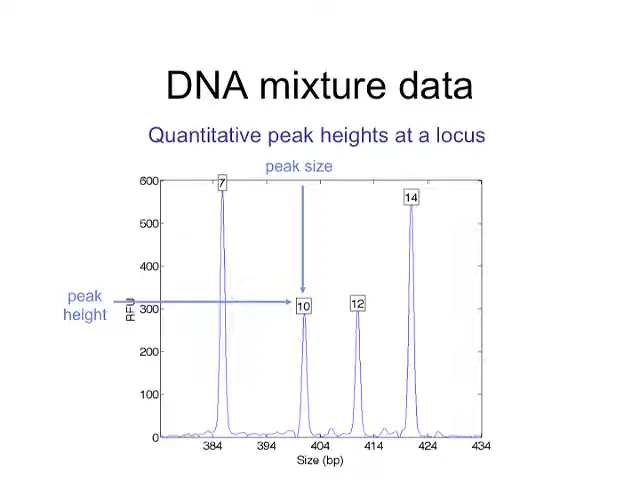 DNA mixture data
Quantitative peak heights at a locus
peak size
600
500
400
300
200
100
0
RFU
peak
height
7
10
12
14
384
394
404
414
424
434
Size (bp)